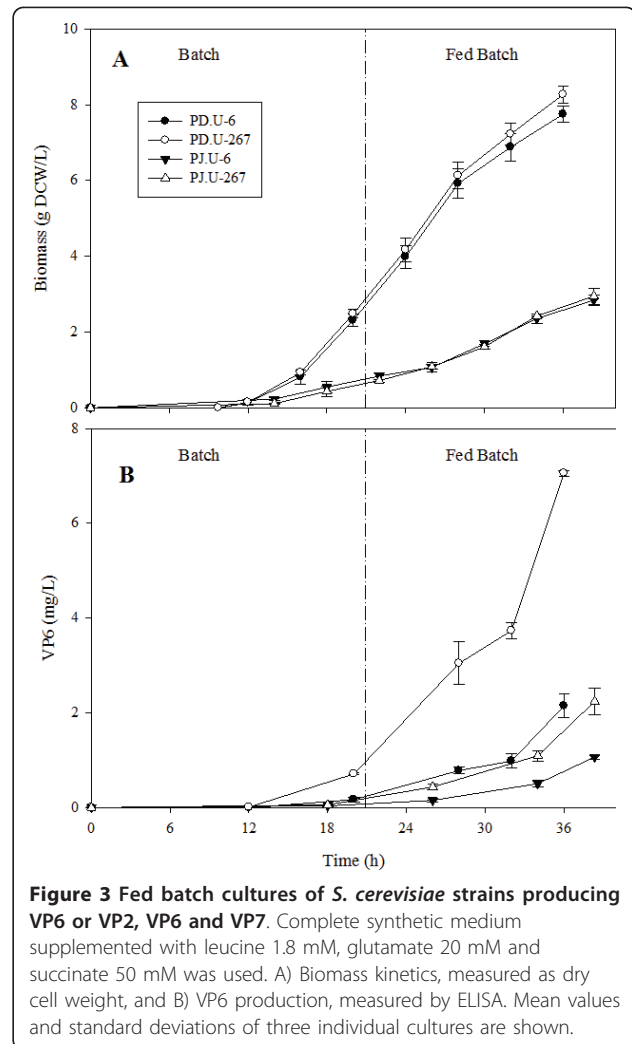 Batch
Fed Batch
A
PD.U-6
PD.U-267
PJ.U-6
PJ.U-267
Biomass (g DCW/L)
10
8
6
4
2
0
Batch
Fed Batch
B
VP6 (mg/L)
8
6
4
2
0
0 6 12 18 24 30 36
Time (h)
Figure 3 Fed batch cultures of S. cerevisiae strains producing
VP6 or VP2, VP6 and VP7. Complete synthetic medium
supplemented with leucine 1.8 mM, glutamate 20 mM and
succinate 50 mM was used. A) Biomass kinetics, measured as dry
cell weight, and B) VP6 production, measured by ELISA. Mean values
and standard deviations of three individual cultures are shown.